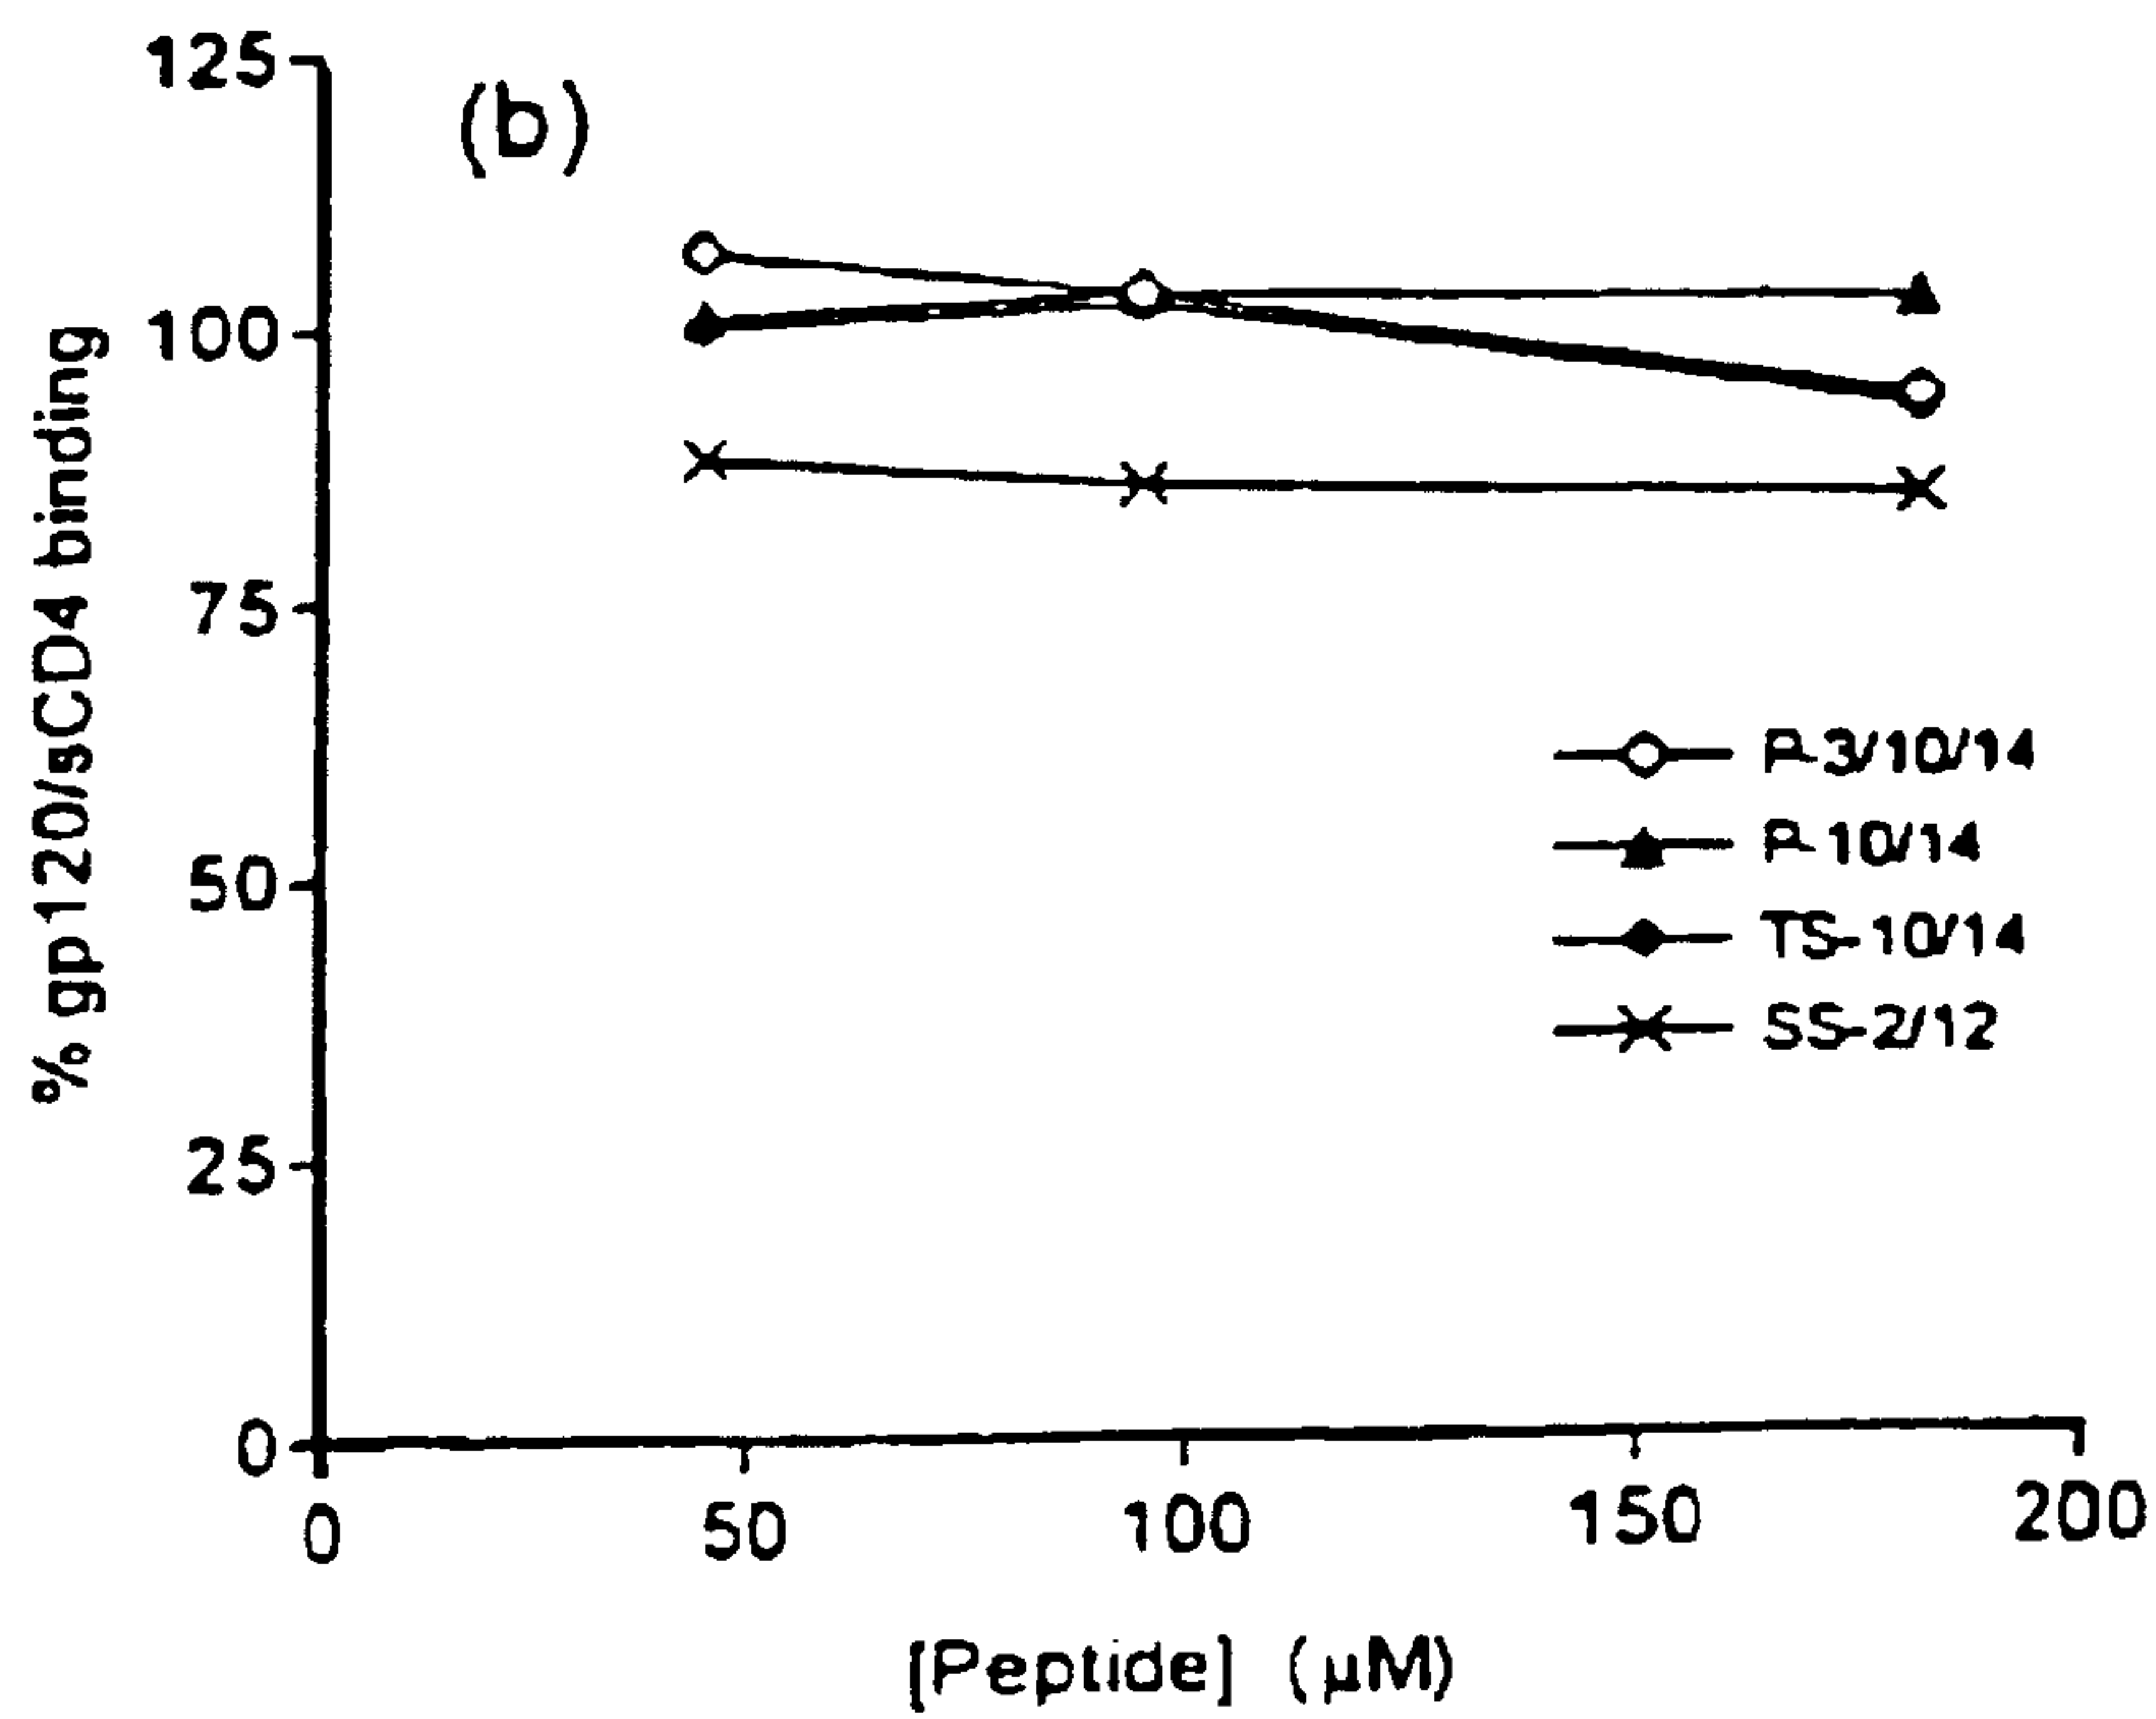 125
(b)
100
75
50
25
0
% gp120/sCD4 binding
P-3/10/14
P-10/14
TS-10/14
SS-2/12
0 50 100 150 200
[Peptide] (µM)